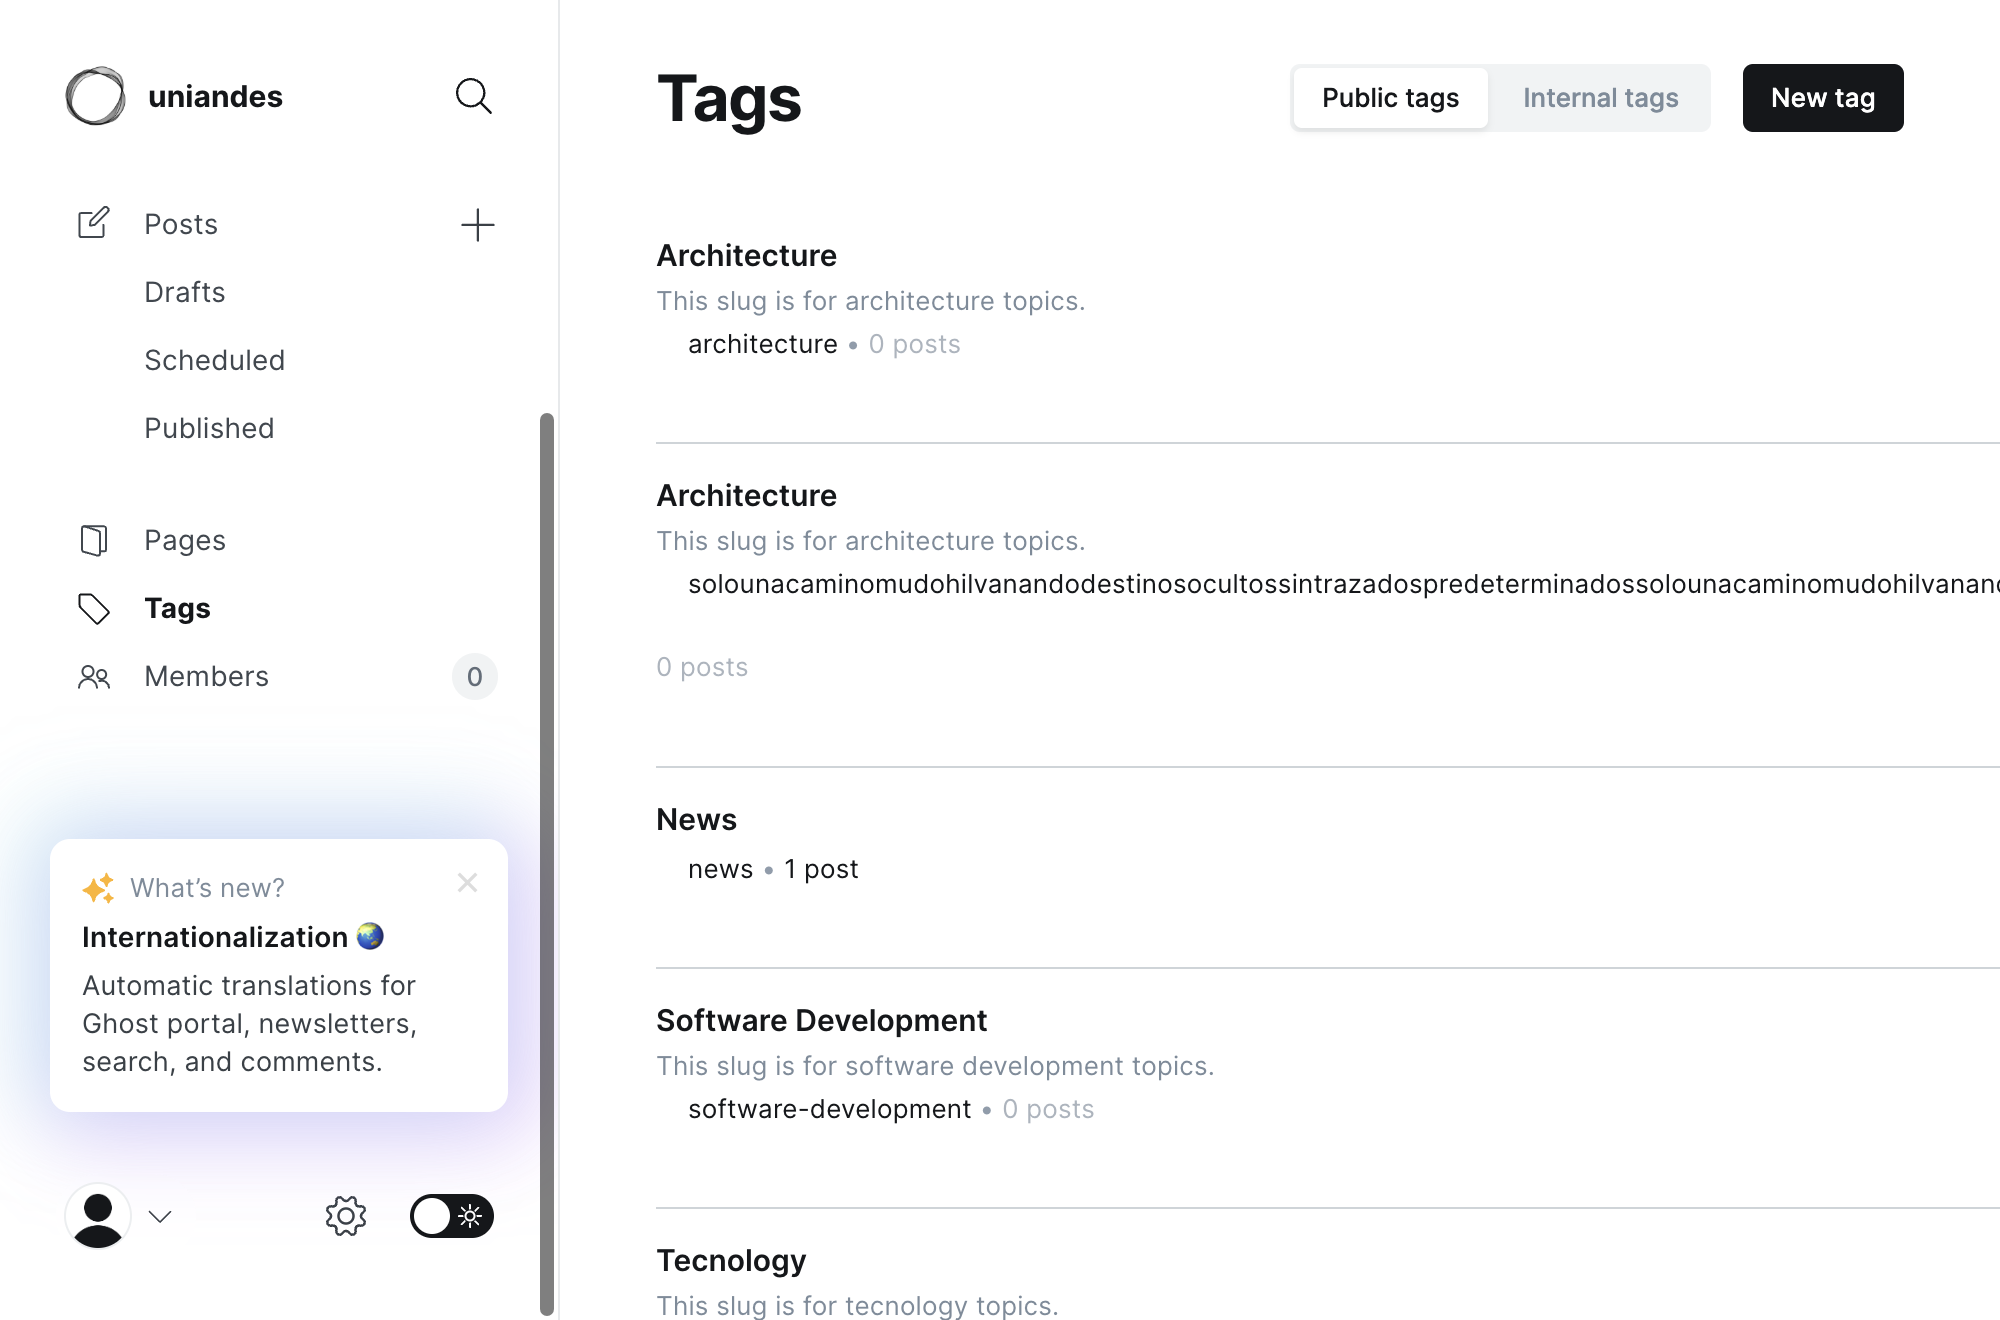 uniandes
Posts
Drafts
Scheduled
Published
Pages
Tags
Members
0
What’s new?
Internationalization
Automatic translations for
Ghost portal, newsletters,
search, and comments.
Tags
Public tags
Internal tags
New tag
Architecture
This slug is for architecture topics.
architecture • 0 posts
Architecture
This slug is for architecture topics.
solounacaminomudohilvanandodestinosocultossintrazadospredeterminadossolounacaminomudohilvanan
0 posts
News
news • 1 post
Software Development
This slug is for software development topics.
software-development • 0 posts
Tecnology
This slug is for tecnology topics.